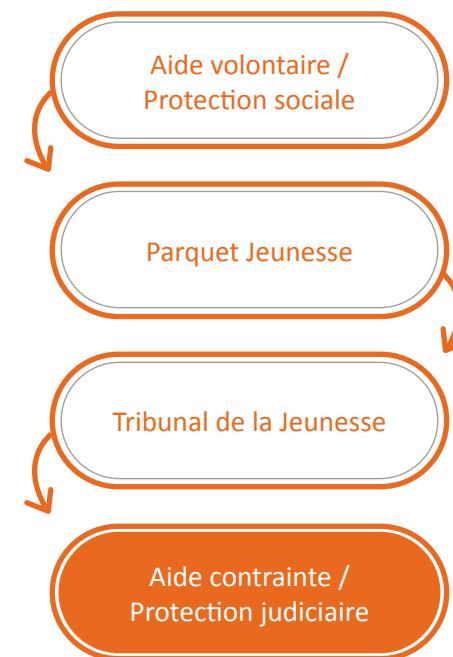 Aide volontaire /
Protection sociale
Parquet Jeunesse
Tribunal de la Jeunesse
Aide contrainte /
Protection judiciaire